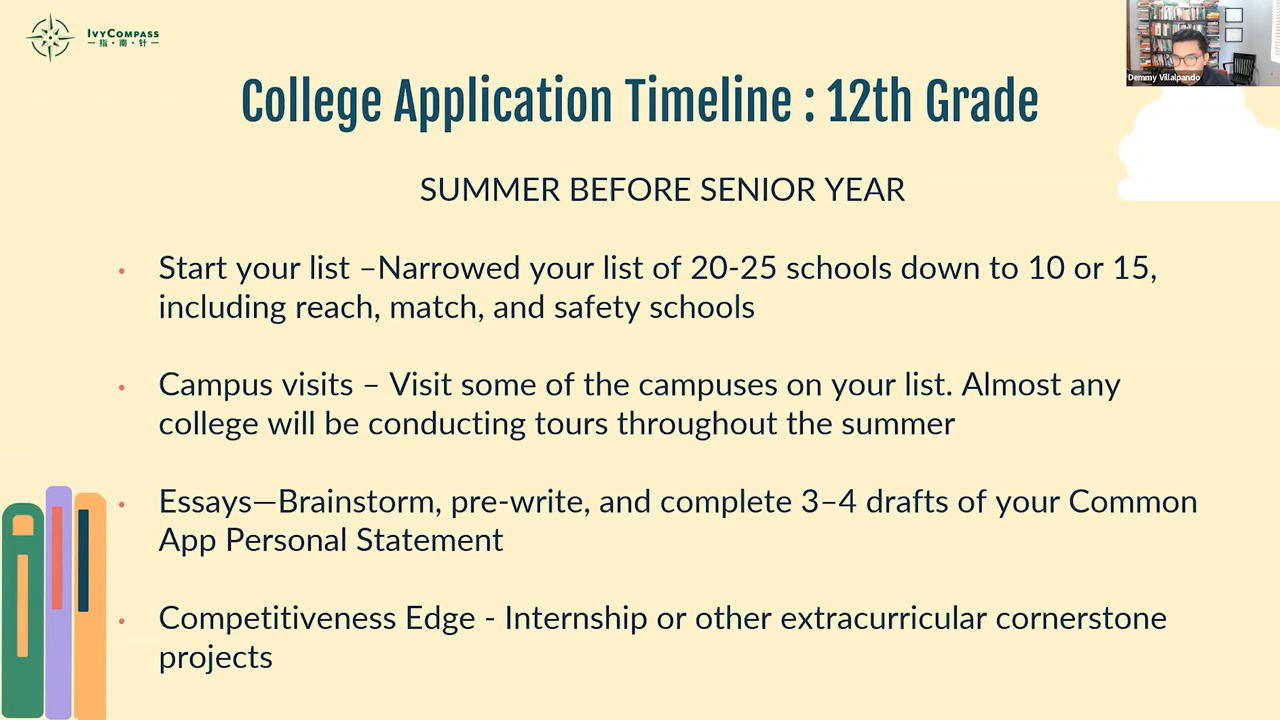 IvyCompass
一指·南·针一
Demmy Villalpando
College Application Timeline : 12th Grade
SUMMER BEFORE SENIOR YEAR
• Start your list –Narrowed your list of 20-25 schools down to 10 or 15,
including reach, match, and safety schools
• Campus visits – Visit some of the campuses on your list. Almost any
college will be conducting tours throughout the summer
• Essays—Brainstorm, pre-write, and complete 3–4 drafts of your Common
App Personal Statement
• Competitiveness Edge - Internship or other extracurricular cornerstone
projects